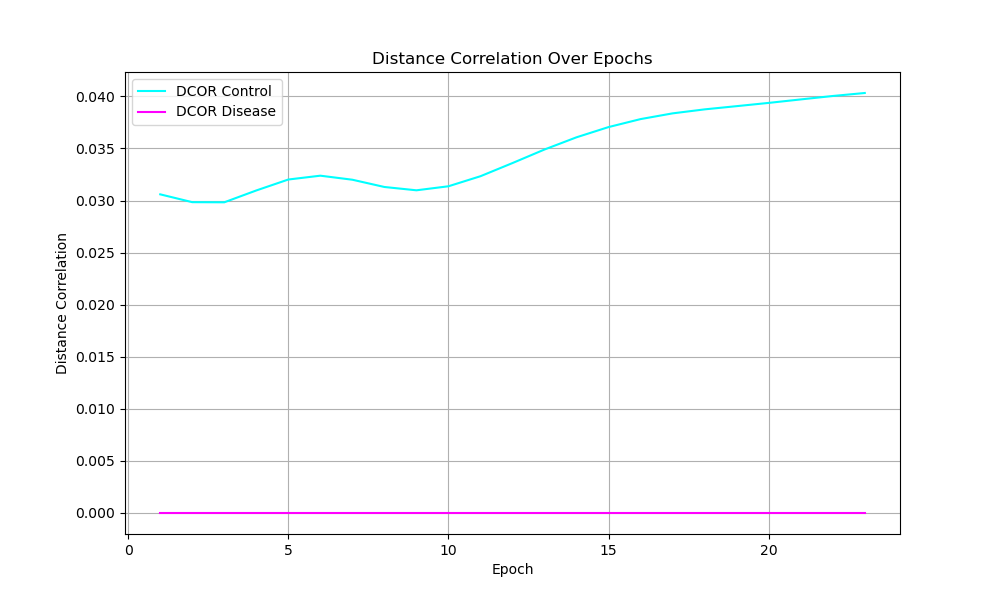 Distance Correlation Over Epochs
DCOR Control
DCOR Disease
Distance Correlation
0.040
0.035
0.030
0.025
0.020
0.015
0.010
0.005
0.000
0
5
10
15
20
Epoch